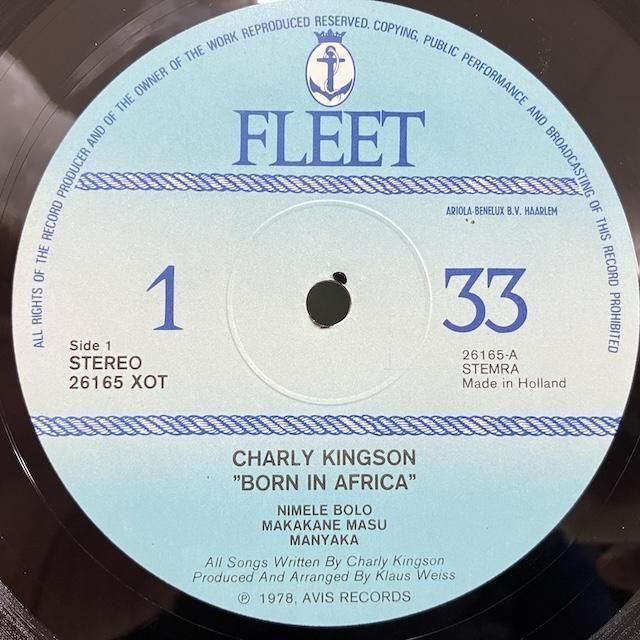 ALL RIGHTS OF THE RECORD PRODUCER AND OF THE OWNER OF THE WORK REPRODUCED RESERVED. COPYING, PUBLIC PERFORMANCE AND BROADCASTING OF THIS RECORD PROHIBITED
FLEET
ARIOLA-BENELUX B.V. HAARLEM
1
33
Side 1
STEREO
26165 XOT
26165-A
STEMRA
Made in Holland
CHARLY KINGSON
"BORN IN AFRICA"
NIMELE BOLO
MAKAKANE MASU
MANYAKA
All Songs Written By Charly Kingson
Produced And Arranged By Klaus Weiss
℗ 1978, AVIS RECORDS